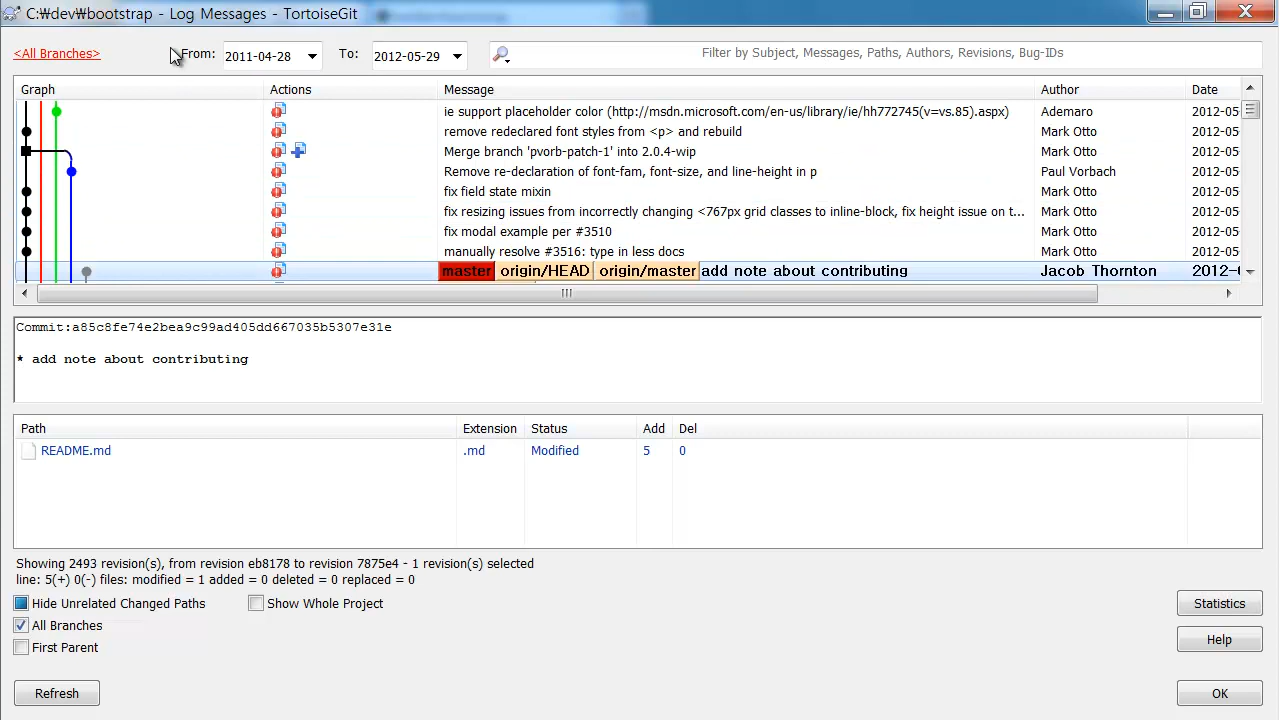 C:\dev\bootstrap - Log Messages - TortoiseGit
<All Branches> From: 2011-04-28 To: 2012-05-29 Filter by Subject, Messages, Paths, Authors, Revisions, Bug-IDs
Graph Actions Message Author Date
ie support placeholder color (http://msdn.microsoft.com/en-us/library/ie/hh772745(v=vs.85).aspx) Ademaro 2012-05
remove redeclared font styles from <p> and rebuild Mark Otto 2012-05
Merge branch 'pvorb-patch-1' into 2.0.4-wip Mark Otto 2012-05
Remove re-declaration of font-fam, font-size, and line-height in p Paul Vorbach 2012-05
fix field state mixin Mark Otto 2012-05
fix resizing issues from incorrectly changing <767px grid classes to inline-block, fix height issue on t... Mark Otto 2012-05
fix modal example per #3510 Mark Otto 2012-05
manually resolve #3516: type in less docs Mark Otto 2012-05
master origin/HEAD origin/master add note about contributing Jacob Thornton 2012-
Commit:a85c8fe74e2bea9c99ad405dd667035b5307e31e
* add note about contributing
Path Extension Status Add Del
README.md .md Modified 5 0
Showing 2493 revision(s), from revision eb8178 to revision 7875e4 - 1 revision(s) selected
line: 5(+) 0(-) files: modified = 1 added = 0 deleted = 0 replaced = 0
Hide Unrelated Changed Paths Show Whole Project Statistics
All Branches
First Parent Help
Refresh OK